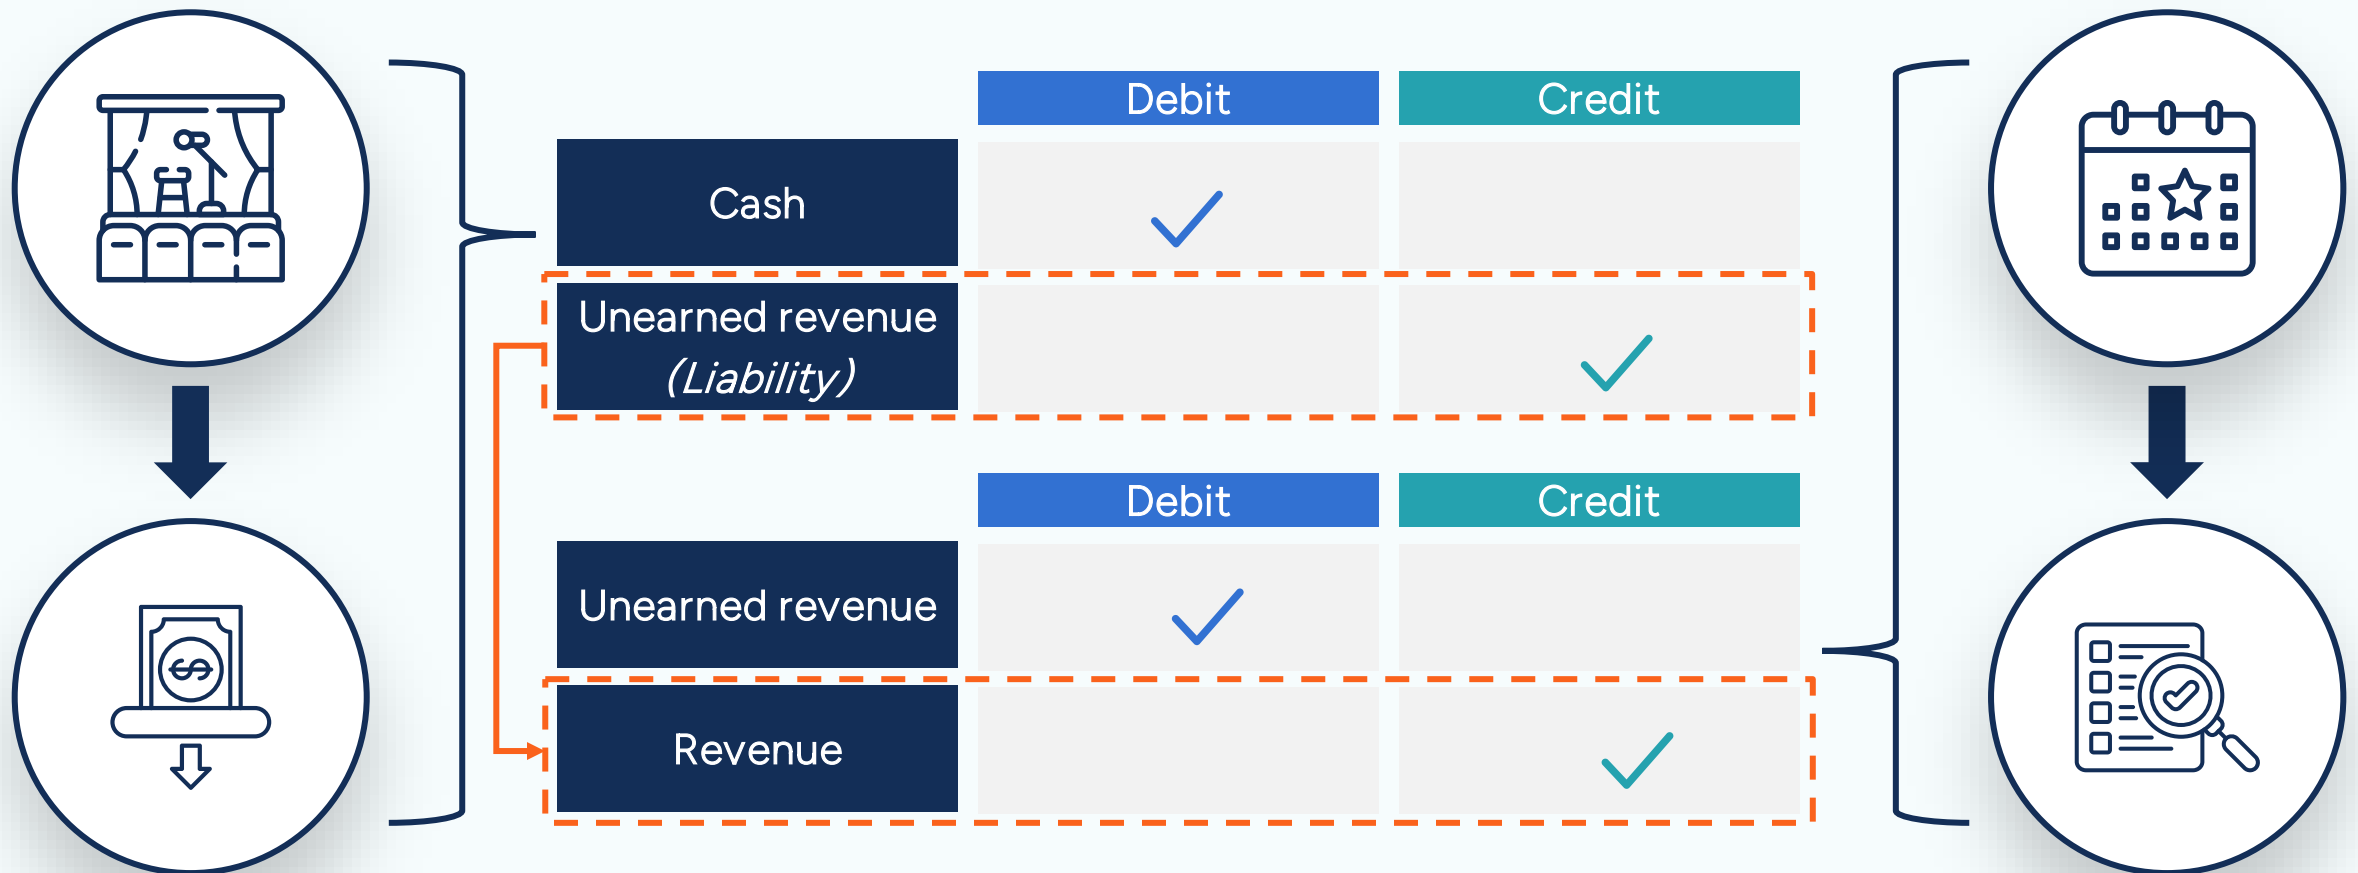 Debit
Credit
Cash
Unearned revenue
(Liability)
Debit
Credit
Unearned revenue
Revenue